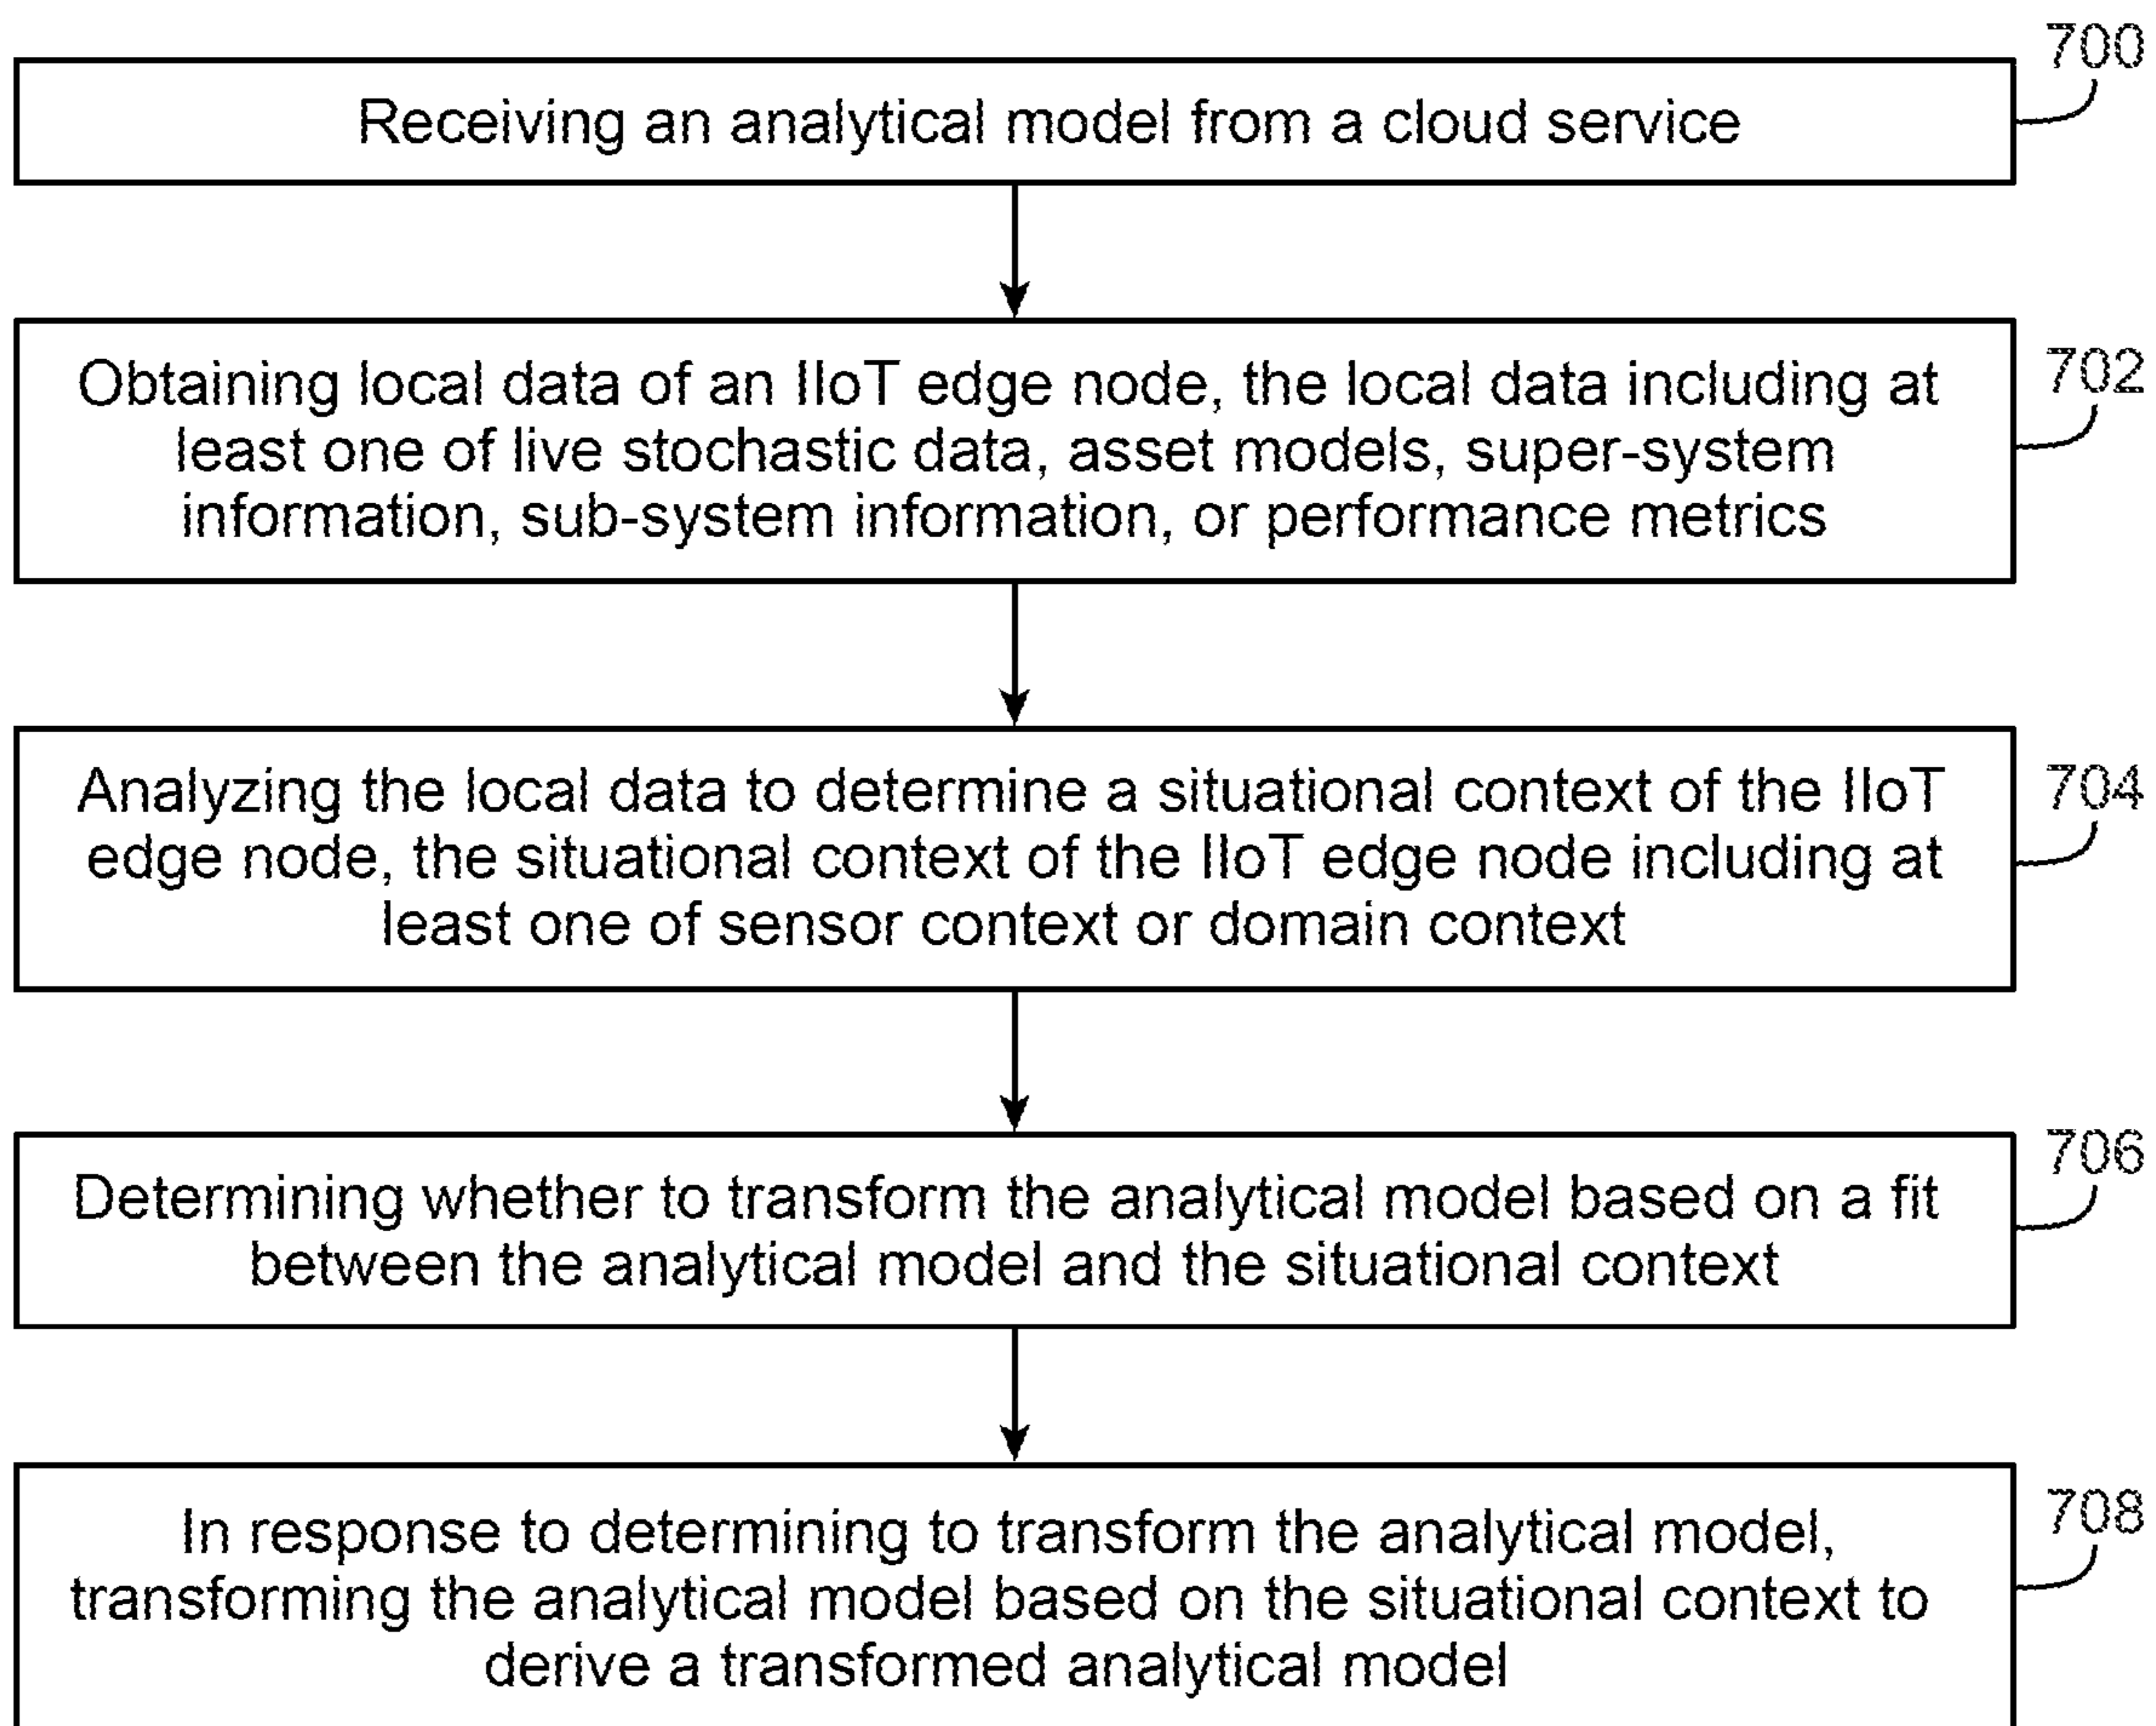 700
Receiving an analytical model from a cloud service
702
Obtaining local data of an IIoT edge node, the local data including at
least one of live stochastic data, asset models, super-system
information, sub-system information, or performance metrics
704
Analyzing the local data to determine a situational context of the IIoT
edge node, the situational context of the IIoT edge node including at
least one of sensor context or domain context
706
Determining whether to transform the analytical model based on a fit
between the analytical model and the situational context
708
In response to determining to transform the analytical model,
transforming the analytical model based on the situational context to
derive a transformed analytical model